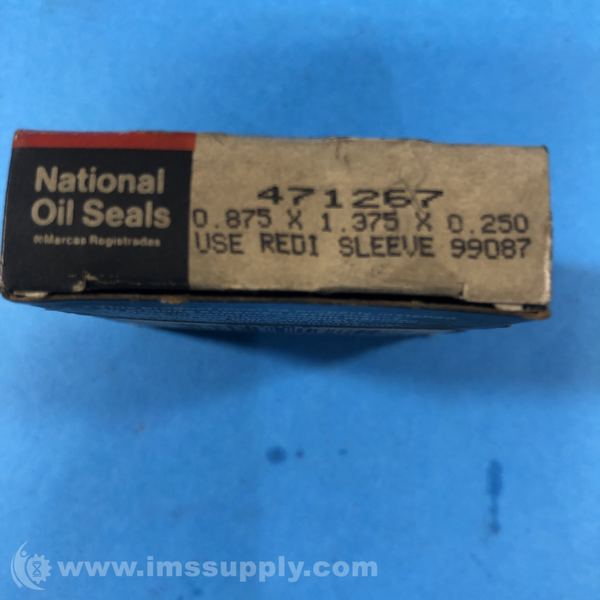 National
Oil Seals
Marcas Registradas
471267
0.875 X 1.375 X 0.250
USE REDI SLEEVE 99087
www.imssupply.com